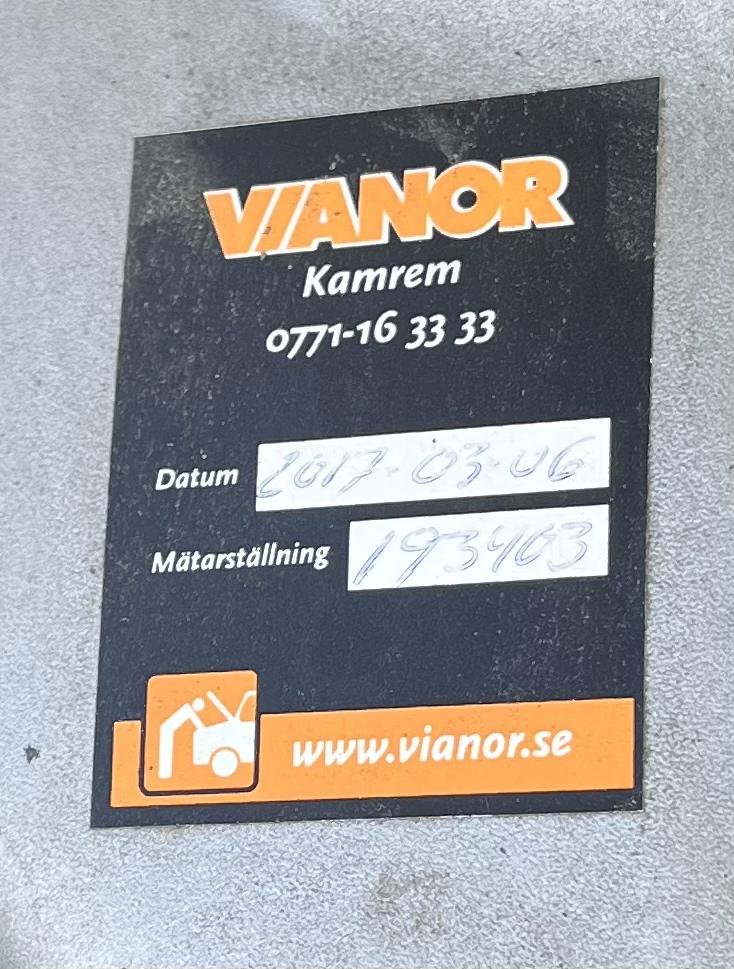 VIANOR
Kamrem
0771-16 33 33
Datum 2017-03-06
Mätarställning 193403
www.vianor.se